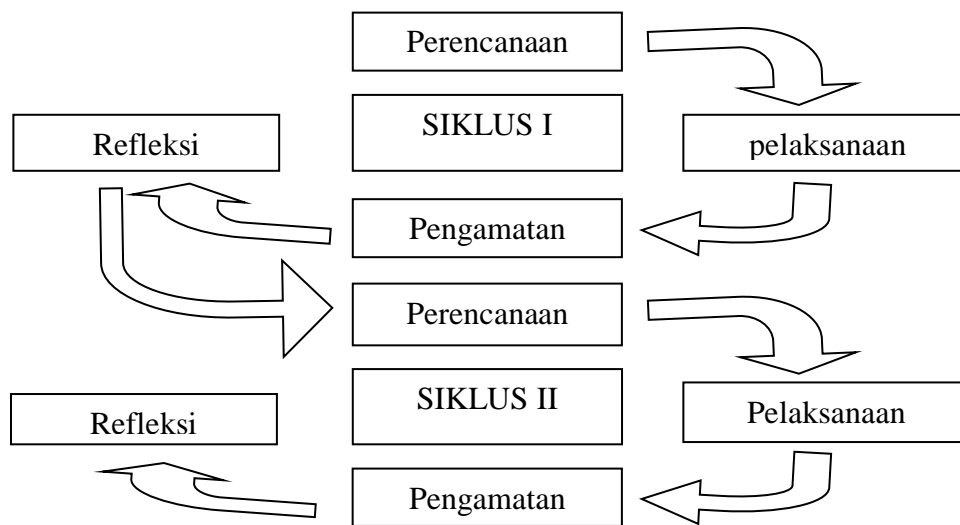 Perencanaan
SIKLUS I
Refleksi
pelaksanaan
Pengamatan
Perencanaan
SIKLUS II
Refleksi
Pelaksanaan
Pengamatan